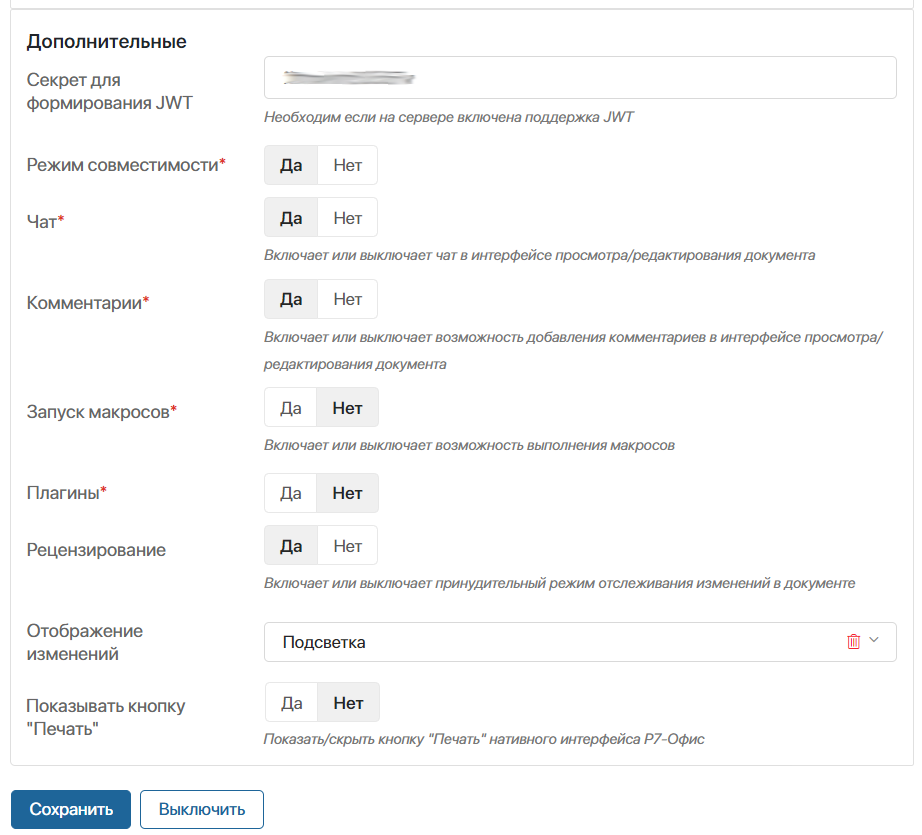 Дополнительные
Секрет для
формирования JWT
Необходим если на сервере включена поддержка JWT
Режим совместимости*
Да Нет
Чат*
Да Нет
Включает или выключает чат в интерфейсе просмотра/редактирования документа
Комментарии*
Да Нет
Включает или выключает возможность добавления комментариев в интерфейсе просмотра/
редактирования документа
Запуск макросов*
Да Нет
Включает или выключает возможность выполнения макросов
Плагины*
Да Нет
Рецензирование
Да Нет
Включает или выключает принудительный режим отслеживания изменений в документе
Отображение
изменений
Подсветка
Показывать кнопку
"Печать"
Да Нет
Показать/скрыть кнопку "Печать" нативного интерфейса Р7-Офис
Сохранить Выключить